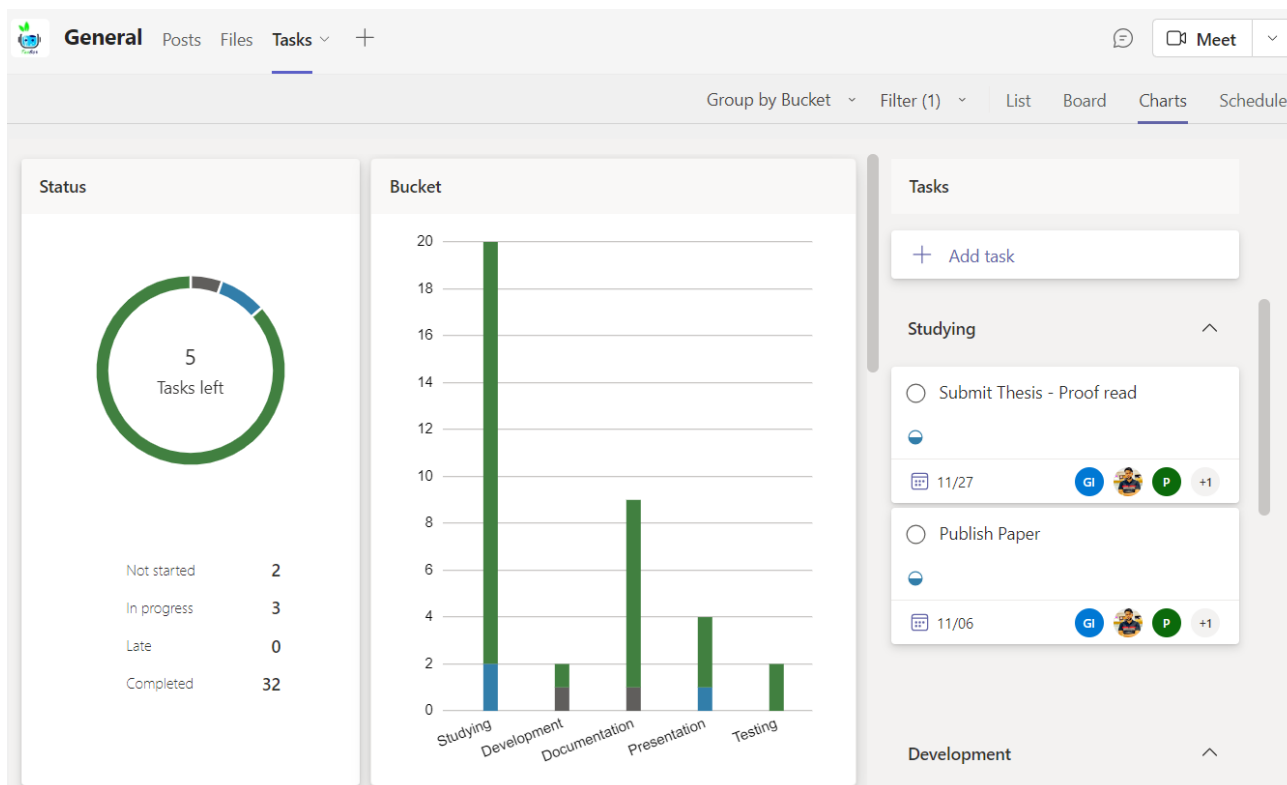 General Posts Files Tasks
Meet
Group by Bucket Filter (1) List Board Charts Schedule
Status
5
Tasks left
Not started 2
In progress 3
Late 0
Completed 32
Bucket
20
18
16
14
12
10
8
6
4
2
0
Studying Development Documentation Presentation Testing
Tasks
+ Add task
Studying
Submit Thesis - Proof read
11/27 GI P +1
Publish Paper
11/06 GI P +1
Development